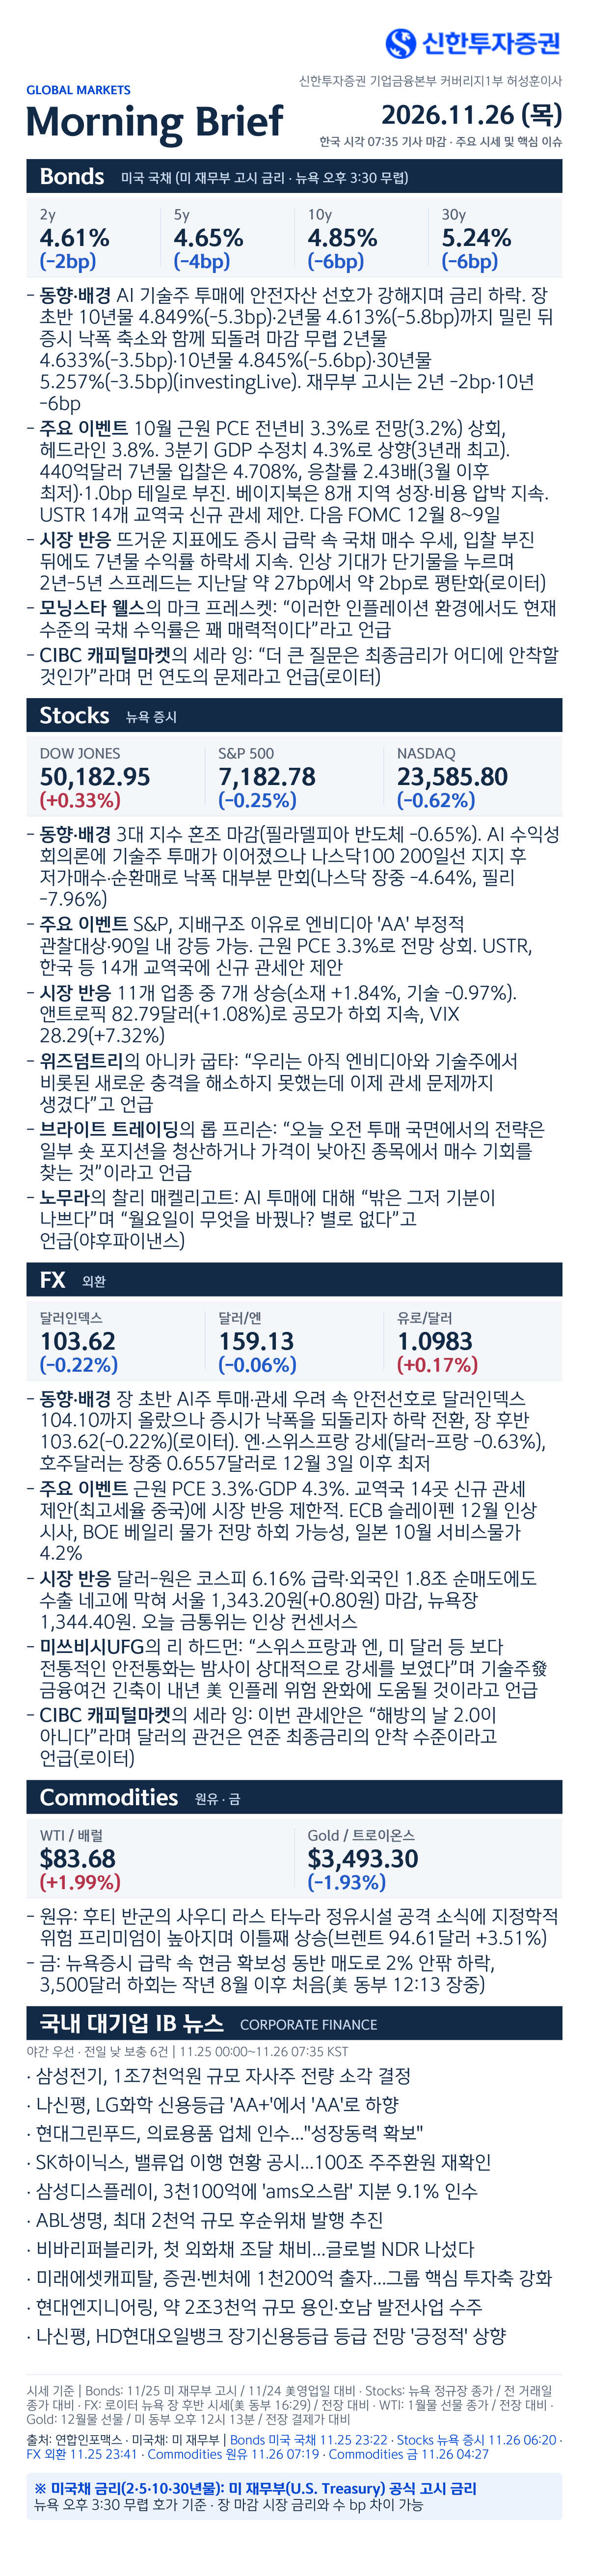 신한투자증권
신한투자증권 기업금융본부 커버리지1부 허성훈이사
GLOBAL MARKETS
Morning Brief
2026.11.26 (목)
한국 시각 07:35 기사 마감 · 주요 시세 및 핵심 이슈
Bonds 미국 국채 (미 재무부 고시 금리 · 뉴욕 오후 3:30 무렵)
2y 5y 10y 30y
4.61% 4.65% 4.85% 5.24%
(-2bp) (-4bp) (-6bp) (-6bp)
- 동향·배경 AI 기술주 투매에 안전자산 선호가 강해지며 금리 하락. 장
초반 10년물 4.849%(-5.3bp)·2년물 4.613%(-5.8bp)까지 밀린 뒤
증시 낙폭 축소와 함께 되돌려 마감 무렵 2년물
4.633%(-3.5bp)·10년물 4.845%(-5.6bp)·30년물
5.257%(-3.5bp)(investingLive). 재무부 고시는 2년 -2bp·10년
-6bp
- 주요 이벤트 10월 근원 PCE 전년비 3.3%로 전망(3.2%) 상회,
헤드라인 3.8%. 3분기 GDP 수정치 4.3%로 상향(3년래 최고).
440억달러 7년물 입찰은 4.708%, 응찰률 2.43배(3월 이후
최저)·1.0bp 테일로 부진. 베이지북은 8개 지역 성장·비용 압박 지속.
USTR 14개 교역국 신규 관세 제안. 다음 FOMC 12월 8~9일
- 시장 반응 뜨거운 지표에도 증시 급락 속 국채 매수 우세, 입찰 부진
뒤에도 7년물 수익률 하락세 지속. 인상 기대가 단기물을 누르며
2년-5년 스프레드는 지난달 약 27bp에서 약 2bp로 평탄화(로이터)
- 모닝스타 웰스의 마크 프레스켓: “이러한 인플레이션 환경에서도 현재
수준의 국채 수익률은 꽤 매력적이다”라고 언급
- CIBC 캐피털마켓의 세라 잉: “더 큰 질문은 최종금리가 어디에 안착할
것인가”라며 먼 연도의 문제라고 언급(로이터)
Stocks 뉴욕 증시
DOW JONES S&P 500 NASDAQ
50,182.95 7,182.78 23,585.80
(+0.33%) (-0.25%) (-0.62%)
- 동향·배경 3대 지수 혼조 마감(필라델피아 반도체 -0.65%). AI 수익성
회의론에 기술주 투매가 이어졌으나 나스닥100 200일선 지지 후
저가매수·순환매로 낙폭 대부분 만회(나스닥 장중 -4.64%, 필리
-7.96%)
- 주요 이벤트 S&P, 지배구조 이유로 엔비디아 'AA' 부정적
관찰대상·90일 내 강등 가능. 근원 PCE 3.3%로 전망 상회. USTR,
한국 등 14개 교역국에 신규 관세안 제안
- 시장 반응 11개 업종 중 7개 상승(소재 +1.84%, 기술 -0.97%).
앤트로픽 82.79달러(+1.08%)로 공모가 하회 지속, VIX
28.29(+7.32%)
- 위즈덤트리의 아니카 굽타: “우리는 아직 엔비디아와 기술주에서
비롯된 새로운 충격을 해소하지 못했는데 이제 관세 문제까지
생겼다”고 언급
- 브라이트 트레이딩의 롭 프리슨: “오늘 오전 투매 국면에서의 전략은
일부 숏 포지션을 청산하거나 가격이 낮아진 종목에서 매수 기회를
찾는 것”이라고 언급
- 노무라의 찰리 매켈리고트: AI 투매에 대해 “밖은 그저 기분이
나쁘다”며 “월요일이 무엇을 바꿨나? 별로 없다”고
언급(야후파이낸스)
FX 외환
달러인덱스 달러/엔 유로/달러
103.62 159.13 1.0983
(-0.22%) (-0.06%) (+0.17%)
- 동향·배경 장 초반 AI주 투매·관세 우려 속 안전선호로 달러인덱스
104.10까지 올랐으나 증시가 낙폭을 되돌리자 하락 전환, 장 후반
103.62(-0.22%)(로이터). 엔·스위스프랑 강세(달러-프랑 -0.63%),
호주달러는 장중 0.6557달러로 12월 3일 이후 최저
- 주요 이벤트 근원 PCE 3.3%·GDP 4.3%. 교역국 14곳 신규 관세
제안(최고세율 중국)에 시장 반응 제한적. ECB 슬레이펜 12월 인상
시사, BOE 베일리 물가 전망 하회 가능성, 일본 10월 서비스물가
4.2%
- 시장 반응 달러-원은 코스피 6.16% 급락·외국인 1.8조 순매도에도
수출 네고에 막혀 서울 1,343.20원(+0.80원) 마감, 뉴욕장
1,344.40원. 오늘 금통위는 인상 컨센서스
- 미쓰비시UFG의 리 하드먼: “스위스프랑과 엔, 미 달러 등 보다
전통적인 안전통화는 밤사이 상대적으로 강세를 보였다”며 기술주發
금융여건 긴축이 내년 美 인플레 위험 완화에 도움될 것이라고 언급
- CIBC 캐피털마켓의 세라 잉: 이번 관세안은 “해방의 날 2.0이
아니다”라며 달러의 관건은 연준 최종금리의 안착 수준이라고
언급(로이터)
Commodities 원유 · 금
WTI / 배럴 Gold / 트로이온스
$83.68 $3,493.30
(+1.99%) (-1.93%)
- 원유: 후티 반군의 사우디 라스 타누라 정유시설 공격 소식에 지정학적
위험 프리미엄이 높아지며 이틀째 상승(브렌트 94.61달러 +3.51%)
- 금: 뉴욕증시 급락 속 현금 확보성 동반 매도로 2% 안팎 하락,
3,500달러 하회는 작년 8월 이후 처음(美 동부 12:13 장중)
국내 대기업 IB 뉴스 CORPORATE FINANCE
야간 우선 · 전일 낮 보충 6건 | 11.25 00:00~11.26 07:35 KST
· 삼성전기, 1조7천억원 규모 자사주 전량 소각 결정
· 나신평, LG화학 신용등급 'AA+'에서 'AA'로 하향
· 현대그린푸드, 의료용품 업체 인수..."성장동력 확보"
· SK하이닉스, 밸류업 이행 현황 공시...100조 주주환원 재확인
· 삼성디스플레이, 3천100억에 'ams오스람' 지분 9.1% 인수
· ABL생명, 최대 2천억 규모 후순위채 발행 추진
· 비바리퍼블리카, 첫 외화채 조달 채비...글로벌 NDR 나섰다
· 미래에셋캐피탈, 증권·벤처에 1천200억 출자...그룹 핵심 투자축 강화
· 현대엔지니어링, 약 2조3천억 규모 용인·호남 발전사업 수주
· 나신평, HD현대오일뱅크 장기신용등급 등급 전망 '긍정적' 상향
시세 기준 | Bonds: 11/25 미 재무부 고시 / 11/24 美영업일 대비 · Stocks: 뉴욕 정규장 종가 / 전 거래일
종가 대비 · FX: 로이터 뉴욕 장 후반 시세(美 동부 16:29) / 전장 대비 · WTI: 1월물 선물 종가 / 전장 대비 ·
Gold: 12월물 선물 / 미 동부 오후 12시 13분 / 전장 결제가 대비
출처: 연합인포맥스 · 미국채: 미 재무부 | Bonds 미국 국채 11.25 23:22 · Stocks 뉴욕 증시 11.26 06:20 ·
FX 외환 11.25 23:41 · Commodities 원유 11.26 07:19 · Commodities 금 11.26 04:27
※ 미국채 금리(2·5·10·30년물): 미 재무부(U.S. Treasury) 공식 고시 금리
뉴욕 오후 3:30 무렵 호가 기준 · 장 마감 시장 금리와 수 bp 차이 가능